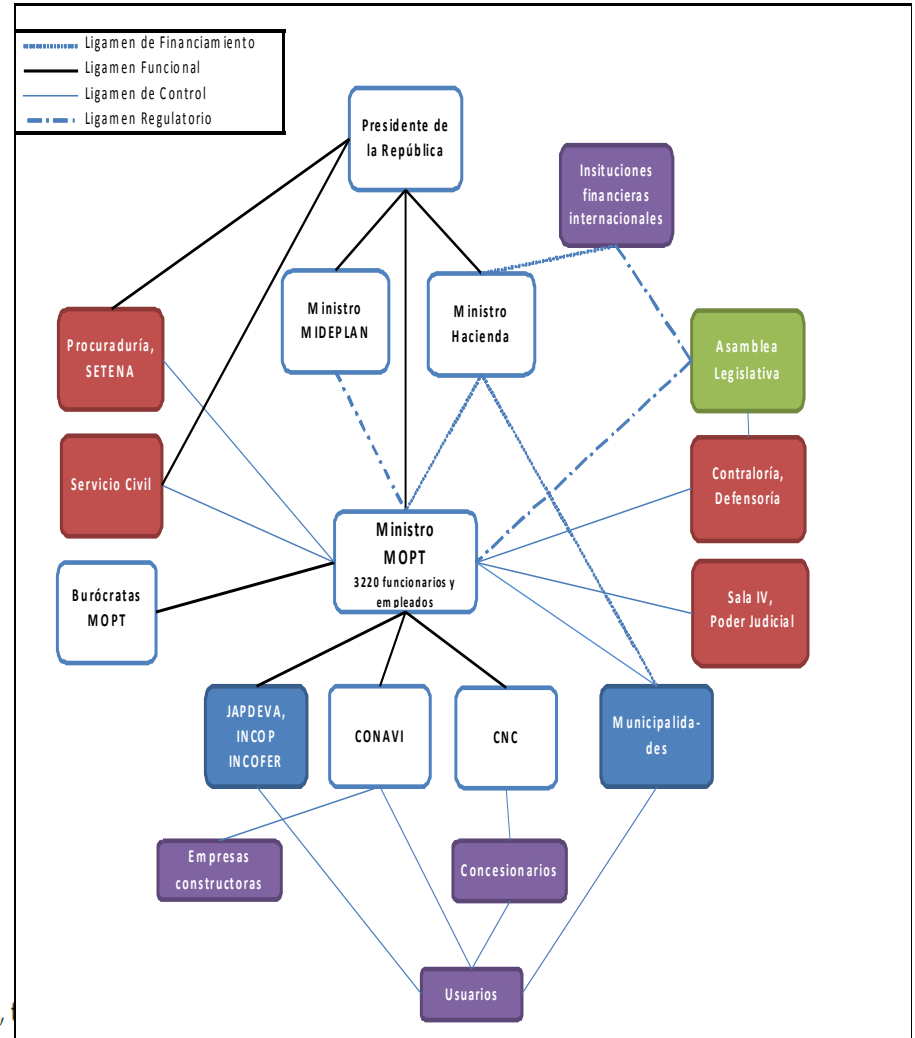 Ligamen de Financiamiento
Ligamen Funcional
Ligamen de Control
Ligamen Regulatorio
Presidente de
la República
Insituciones
financieras
internacionales
Ministro
MIDEPLAN
Ministro
Hacienda
Procuraduría,
SETENA
Asamblea
Legislativa
Servicio Civil
Contraloría,
Defensoría
Ministro
MOPT
3220 funcionarios y
empleados
Burócratas
MOPT
Sala IV,
Poder Judicial
JAPDEVA,
INCOP
INCOFER
CONAVI
CNC
Municipalida-
des
Empresas
constructoras
Concesionarios
Usuarios